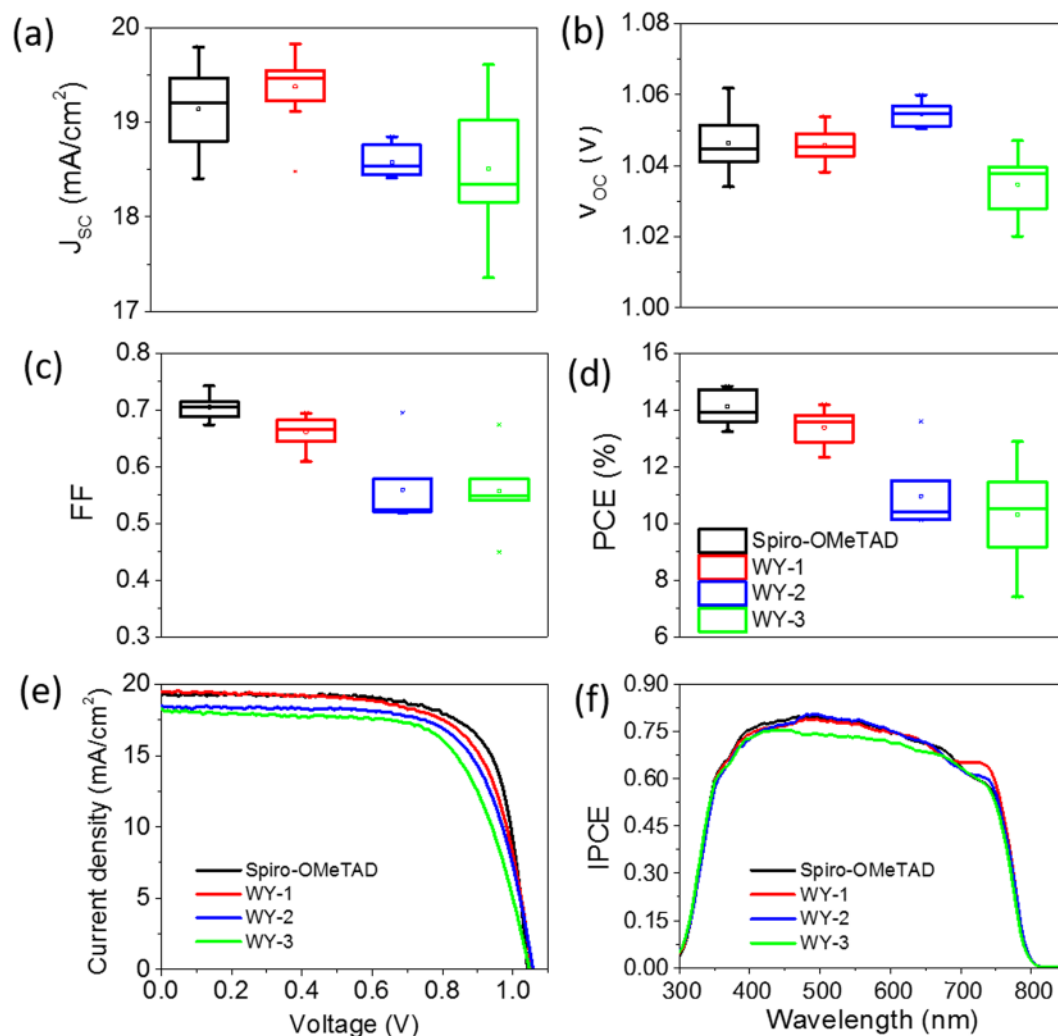 (a)
20
19
18
17
J_SC (mA/cm²)
(b)
1.08
1.06
1.04
1.02
1.00
V_OC (V)
(c)
0.8
0.7
0.6
0.5
0.4
0.3
FF
(d)
16
14
12
10
8
6
PCE (%)
Spiro-OMeTAD
WY-1
WY-2
WY-3
(e)
20
15
10
5
0
Current density (mA/cm²)
Spiro-OMeTAD
WY-1
WY-2
WY-3
0.0 0.2 0.4 0.6 0.8 1.0
Voltage (V)
(f)
0.90
0.75
0.60
0.45
0.30
0.15
0.00
IPCE
Spiro-OMeTAD
WY-1
WY-2
WY-3
300 400 500 600 700 800
Wavelength (nm)